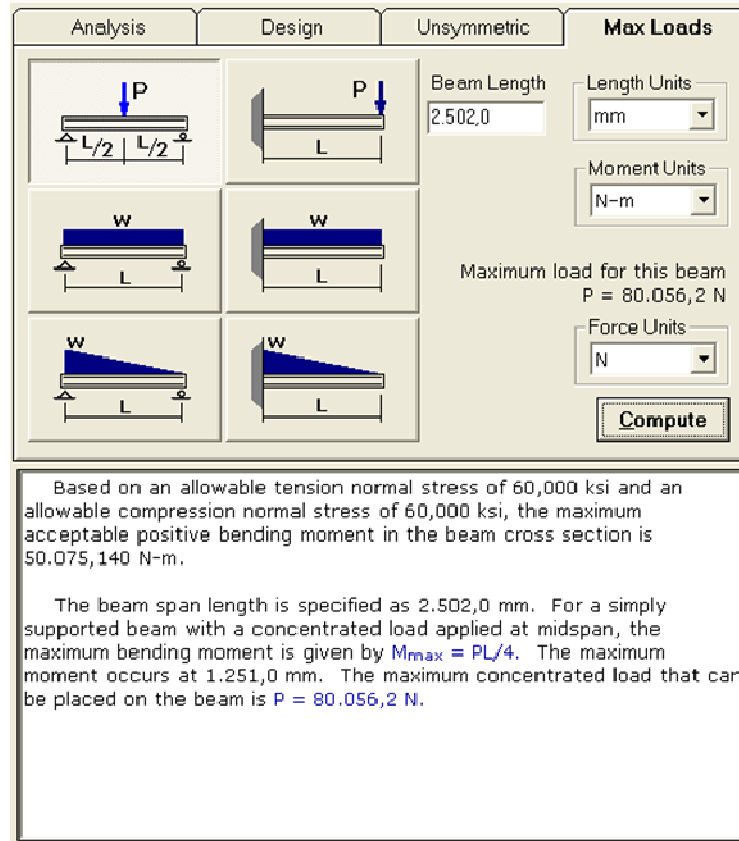 Analysis
Design
Unsymmetric
Max Loads
P
L/2
L/2
P
L
Beam Length
2.502,0
Length Units
mm
Moment Units
N-m
w
L
w
L
Maximum load for this beam
P = 80.056,2 N
w
L
w
L
Force Units
N
Compute
Based on an allowable tension normal stress of 60,000 ksi and an
allowable compression normal stress of 60,000 ksi, the maximum
acceptable positive bending moment in the beam cross section is
50.075,140 N-m.
The beam span length is specified as 2.502,0 mm. For a simply
supported beam with a concentrated load applied at midspan, the
maximum bending moment is given by Mmax = PL/4. The maximum
moment occurs at 1.251,0 mm. The maximum concentrated load that can
be placed on the beam is P = 80.056,2 N.